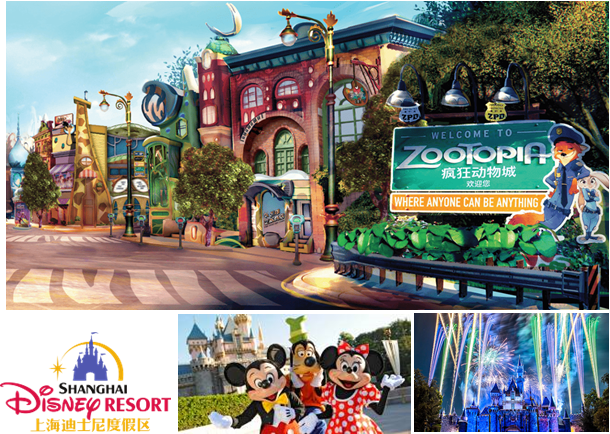 ZPD
ZPD
WELCOME TO
ZOOTOPIA
疯狂动物城
欢迎您
WHERE ANYONE CAN BE ANYTHING
SHANGHAI
DISNEY RESORT
上海迪士尼度假区